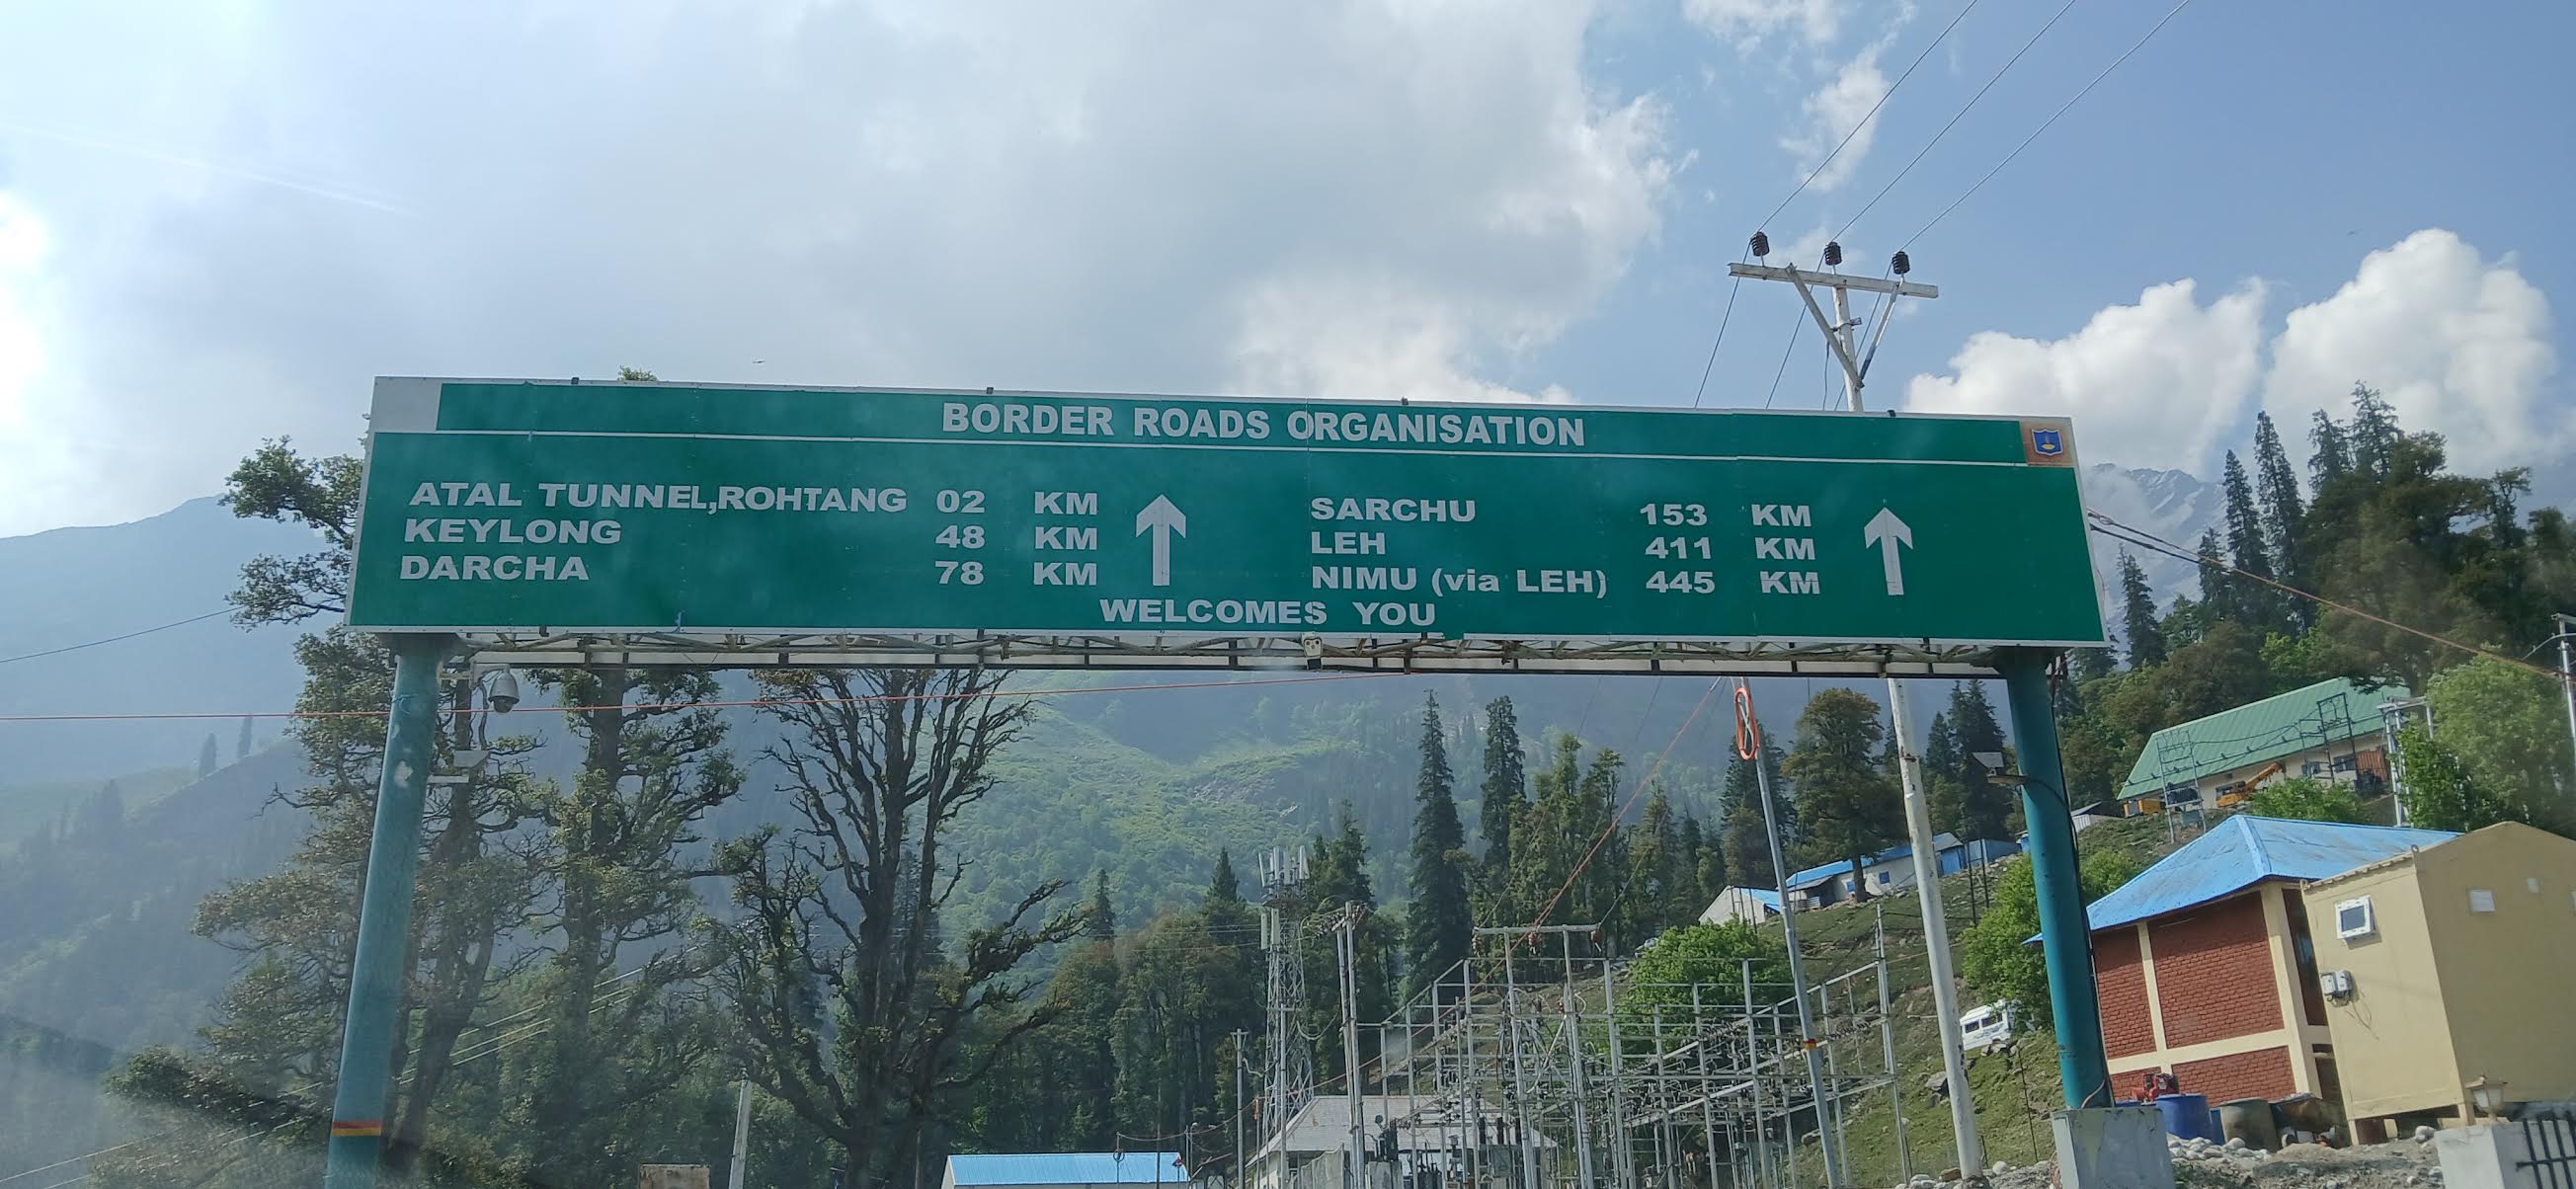 BORDER ROADS ORGANISATION
ATAL TUNNEL,ROHTANG 02 KM
KEYLONG 48 KM
DARCHA 78 KM
SARCHU 153 KM
LEH 411 KM
NIMU (via LEH) 445 KM
WELCOMES YOU